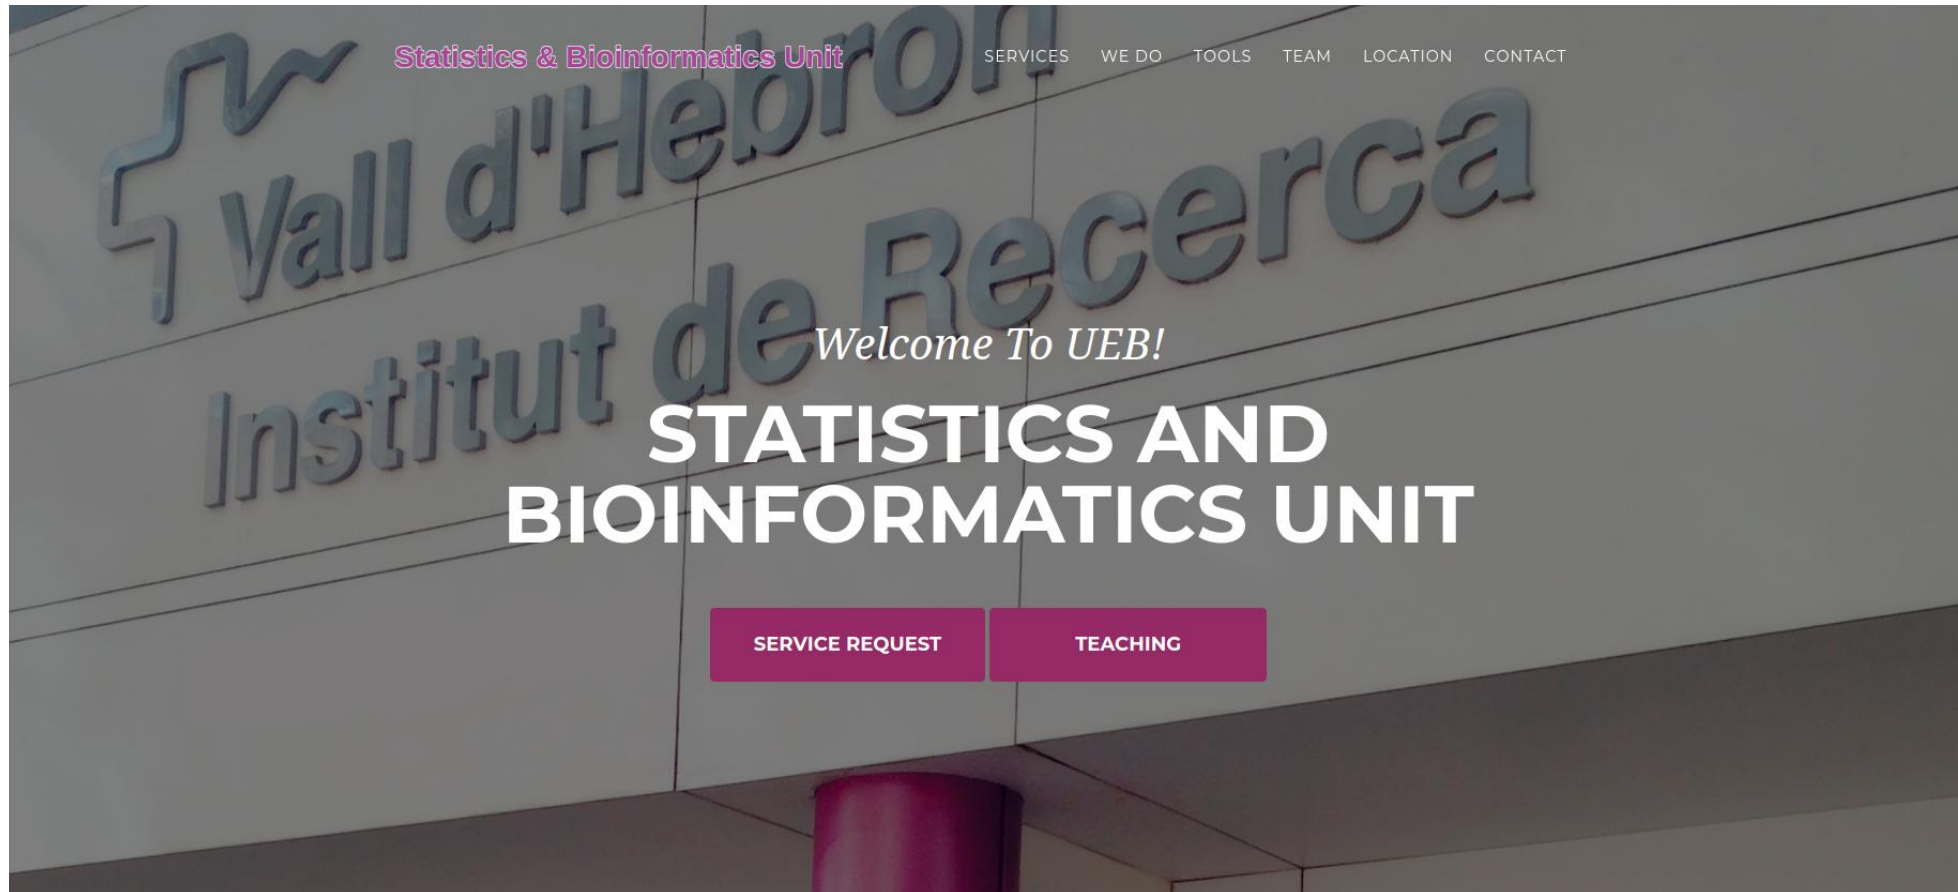 Statistics & Bioinformatics Unit
SERVICES WE DO TOOLS TEAM LOCATION CONTACT
Vall d'Hebron
Institut de Recerca
Welcome To UEB!
STATISTICS AND
BIOINFORMATICS UNIT
SERVICE REQUEST
TEACHING